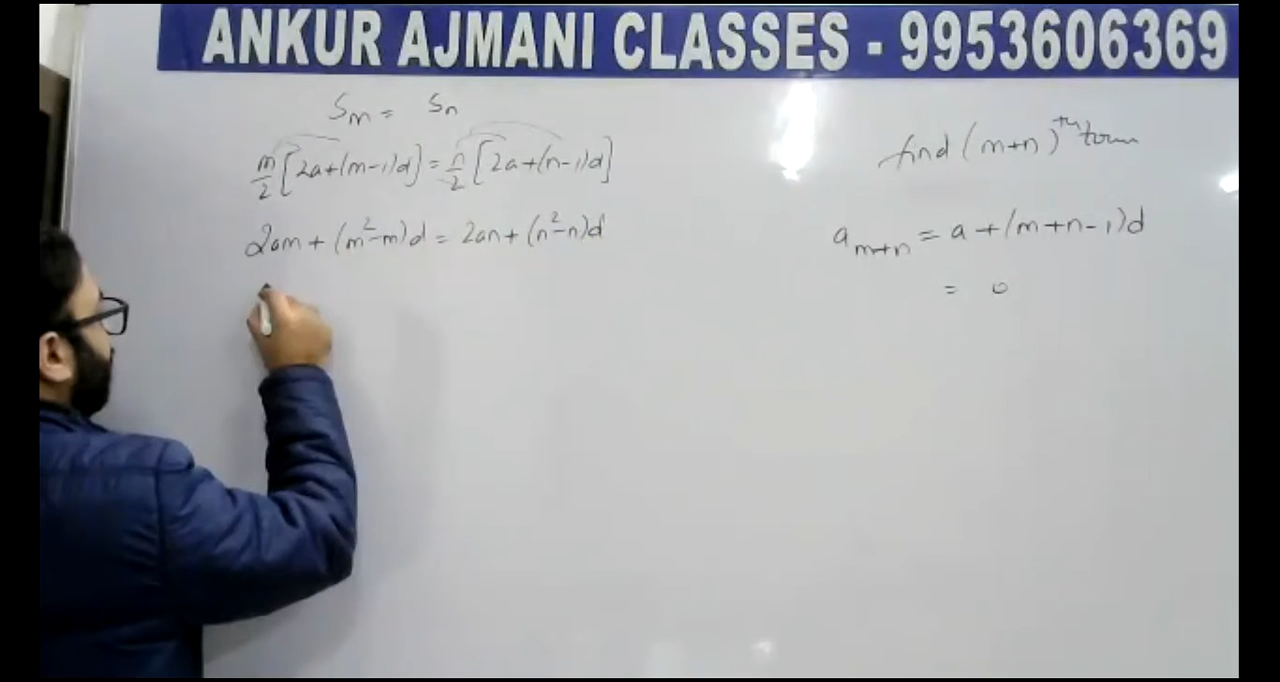 ANKUR AJMANI CLASSES - 9953606369
Sm = Sn
m/2 [2a+(m-1)d] = n/2 [2a+(n-1)d]
2am + (m²-m)d = 2an + (n²-n)d
find (m+n)th term
a m+n = a + (m+n-1)d
= 0